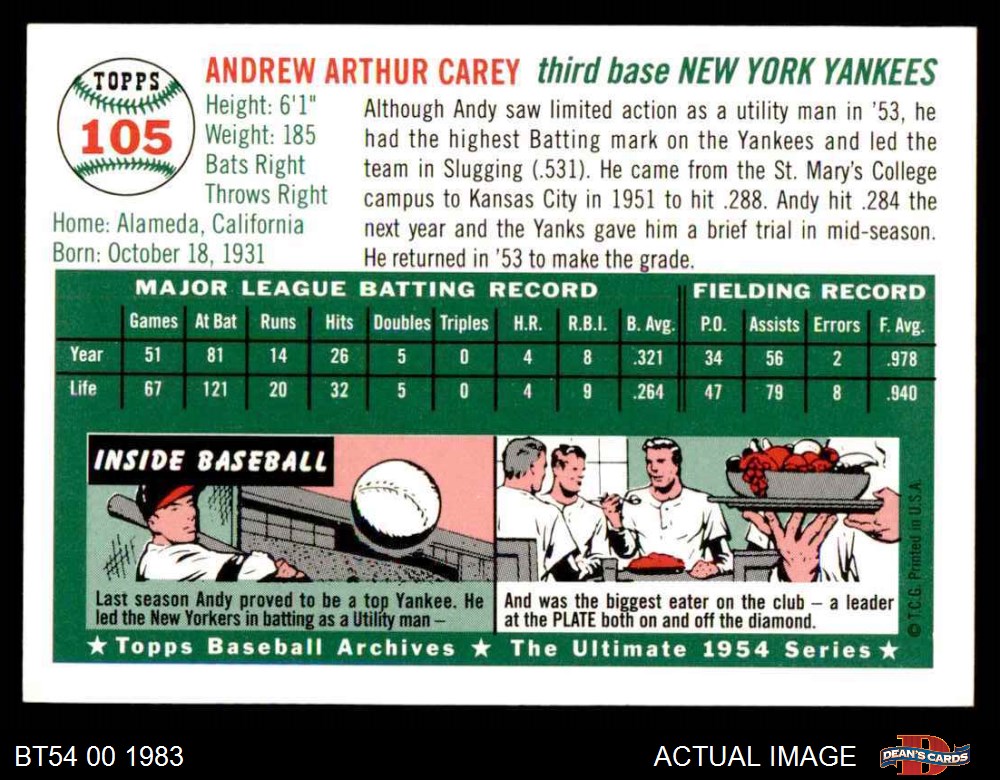 TOPPS
105
ANDREW ARTHUR CAREY third base NEW YORK YANKEES
Height: 6'1"
Weight: 185
Bats Right
Throws Right
Home: Alameda, California
Born: October 18, 1931
Although Andy saw limited action as a utility man in '53, he
had the highest Batting mark on the Yankees and led the
team in Slugging (.531). He came from the St. Mary's College
campus to Kansas City in 1951 to hit .288. Andy hit .284 the
next year and the Yanks gave him a brief trial in mid-season.
He returned in '53 to make the grade.
MAJOR LEAGUE BATTING RECORD FIELDING RECORD
Games At Bat Runs Hits Doubles Triples H.R. R.B.I. B. Avg. P.O. Assists Errors F. Avg.
Year 51 81 14 26 5 0 4 8 .321 34 56 2 .978
Life 67 121 20 32 5 0 4 9 .264 47 79 8 .940
INSIDE BASEBALL
Last season Andy proved to be a top Yankee. He
led the New Yorkers in batting as a Utility man –
And was the biggest eater on the club – a leader
at the PLATE both on and off the diamond.
© T.C.G. Printed in U.S.A.
★ Topps Baseball Archives ★ The Ultimate 1954 Series ★
BT54 00 1983
ACTUAL IMAGE
DEAN'S CARDS